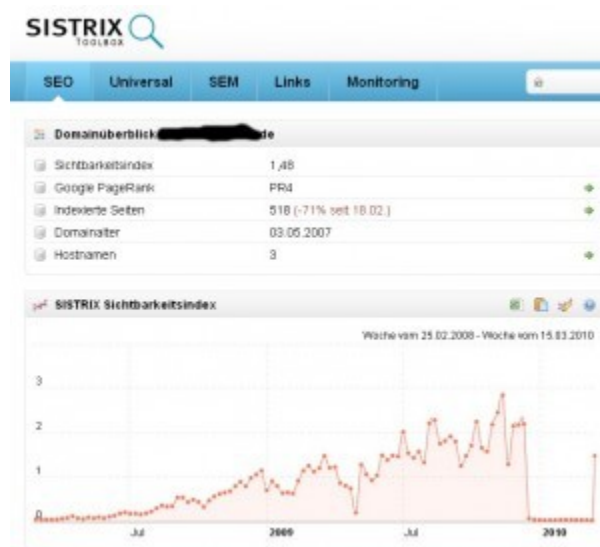 SISTRIX
TOOLBOX
SEO Universal SEM Links Monitoring
Domainüberblick de
Sichtbarkeitsindex 1,48
Google PageRank PR4
Indexierte Seiten 518 (-71% seit 18.02.)
Domainalter 03.05.2007
Hostnamen 3
SISTRIX Sichtbarkeitsindex
Woche vom 25.02.2008 - Woche vom 15.03.2010
3
2
1
0
Jul 2009 Jul 2010